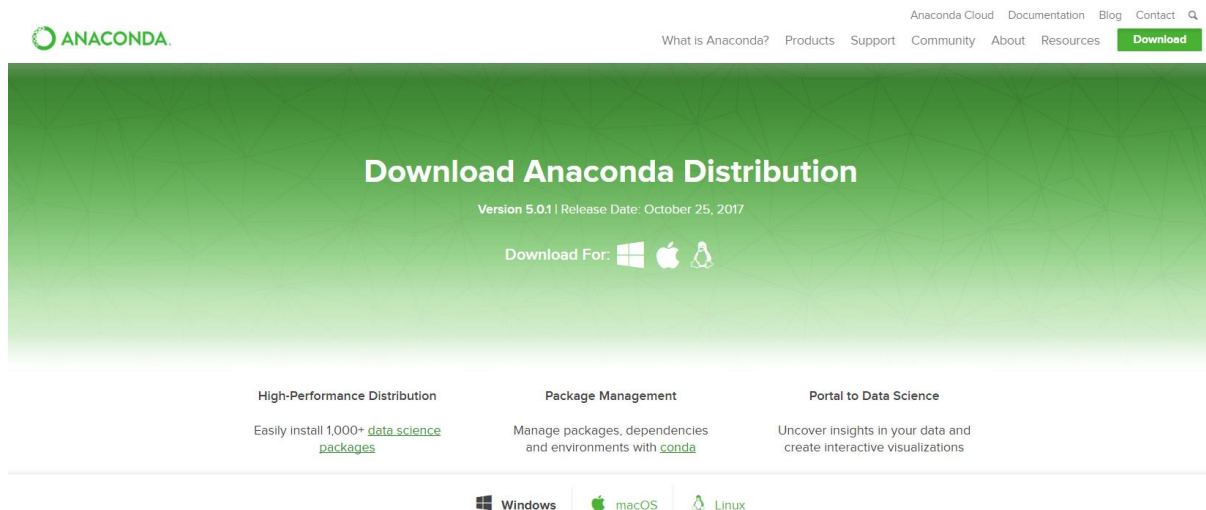 Anaconda Cloud Documentation Blog Contact
ANACONDA.
What is Anaconda? Products Support Community About Resources Download
Download Anaconda Distribution
Version 5.0.1 | Release Date: October 25, 2017
Download For:
High-Performance Distribution
Easily install 1,000+ data science
packages
Package Management
Manage packages, dependencies
and environments with conda
Portal to Data Science
Uncover insights in your data and
create interactive visualizations
Windows macOS Linux